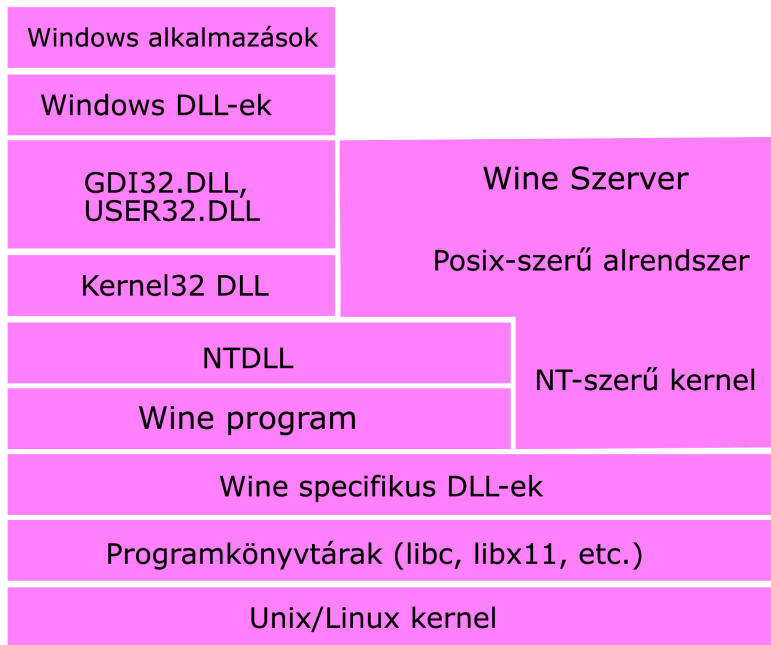 Windows alkalmazások
Windows DLL-ek
GDI32.DLL,
USER32.DLL
Kernel32 DLL
Wine Szerver
Posix-szerű alrendszer
NT-szerű kernel
NTDLL
Wine program
Wine specifikus DLL-ek
Programkönyvtárak (libc, libx11, etc.)
Unix/Linux kernel